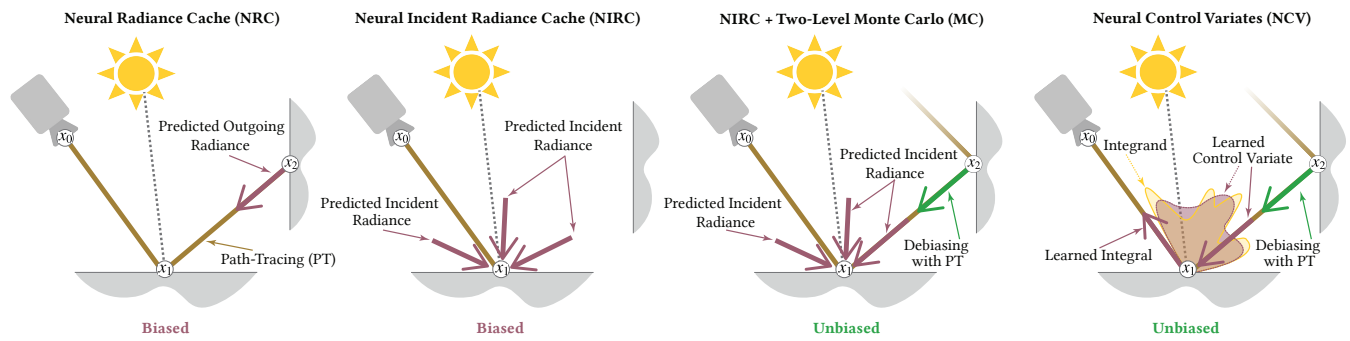 Neural Radiance Cache (NRC)
x0
Predicted Outgoing
Radiance
x2
Path-Tracing (PT)
x1
Biased
Neural Incident Radiance Cache (NIRC)
x0
Predicted Incident
Radiance
Predicted Incident
Radiance
x1
Biased
NIRC + Two-Level Monte Carlo (MC)
x0
Predicted Incident
Radiance
x2
Predicted Incident
Radiance
Debiasing
with PT
x1
Unbiased
Neural Control Variates (NCV)
x0
Integrand
Learned
Control Variate
x2
Learned Integral
Debiasing
with PT
x1
Unbiased